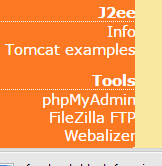 J2ee
Info
Tomcat examples
Tools
phpMyAdmin
FileZilla FTP
Webalizer